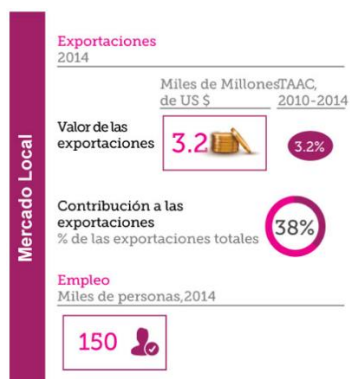 Exportaciones
2014
Miles de Millones TAAC,
de US $ 2010-2014
Valor de las
exportaciones
3.2
3.2%
Contribución a las
exportaciones
% de las exportaciones totales
38%
Empleo
Miles de personas,2014
150
Mercado Local